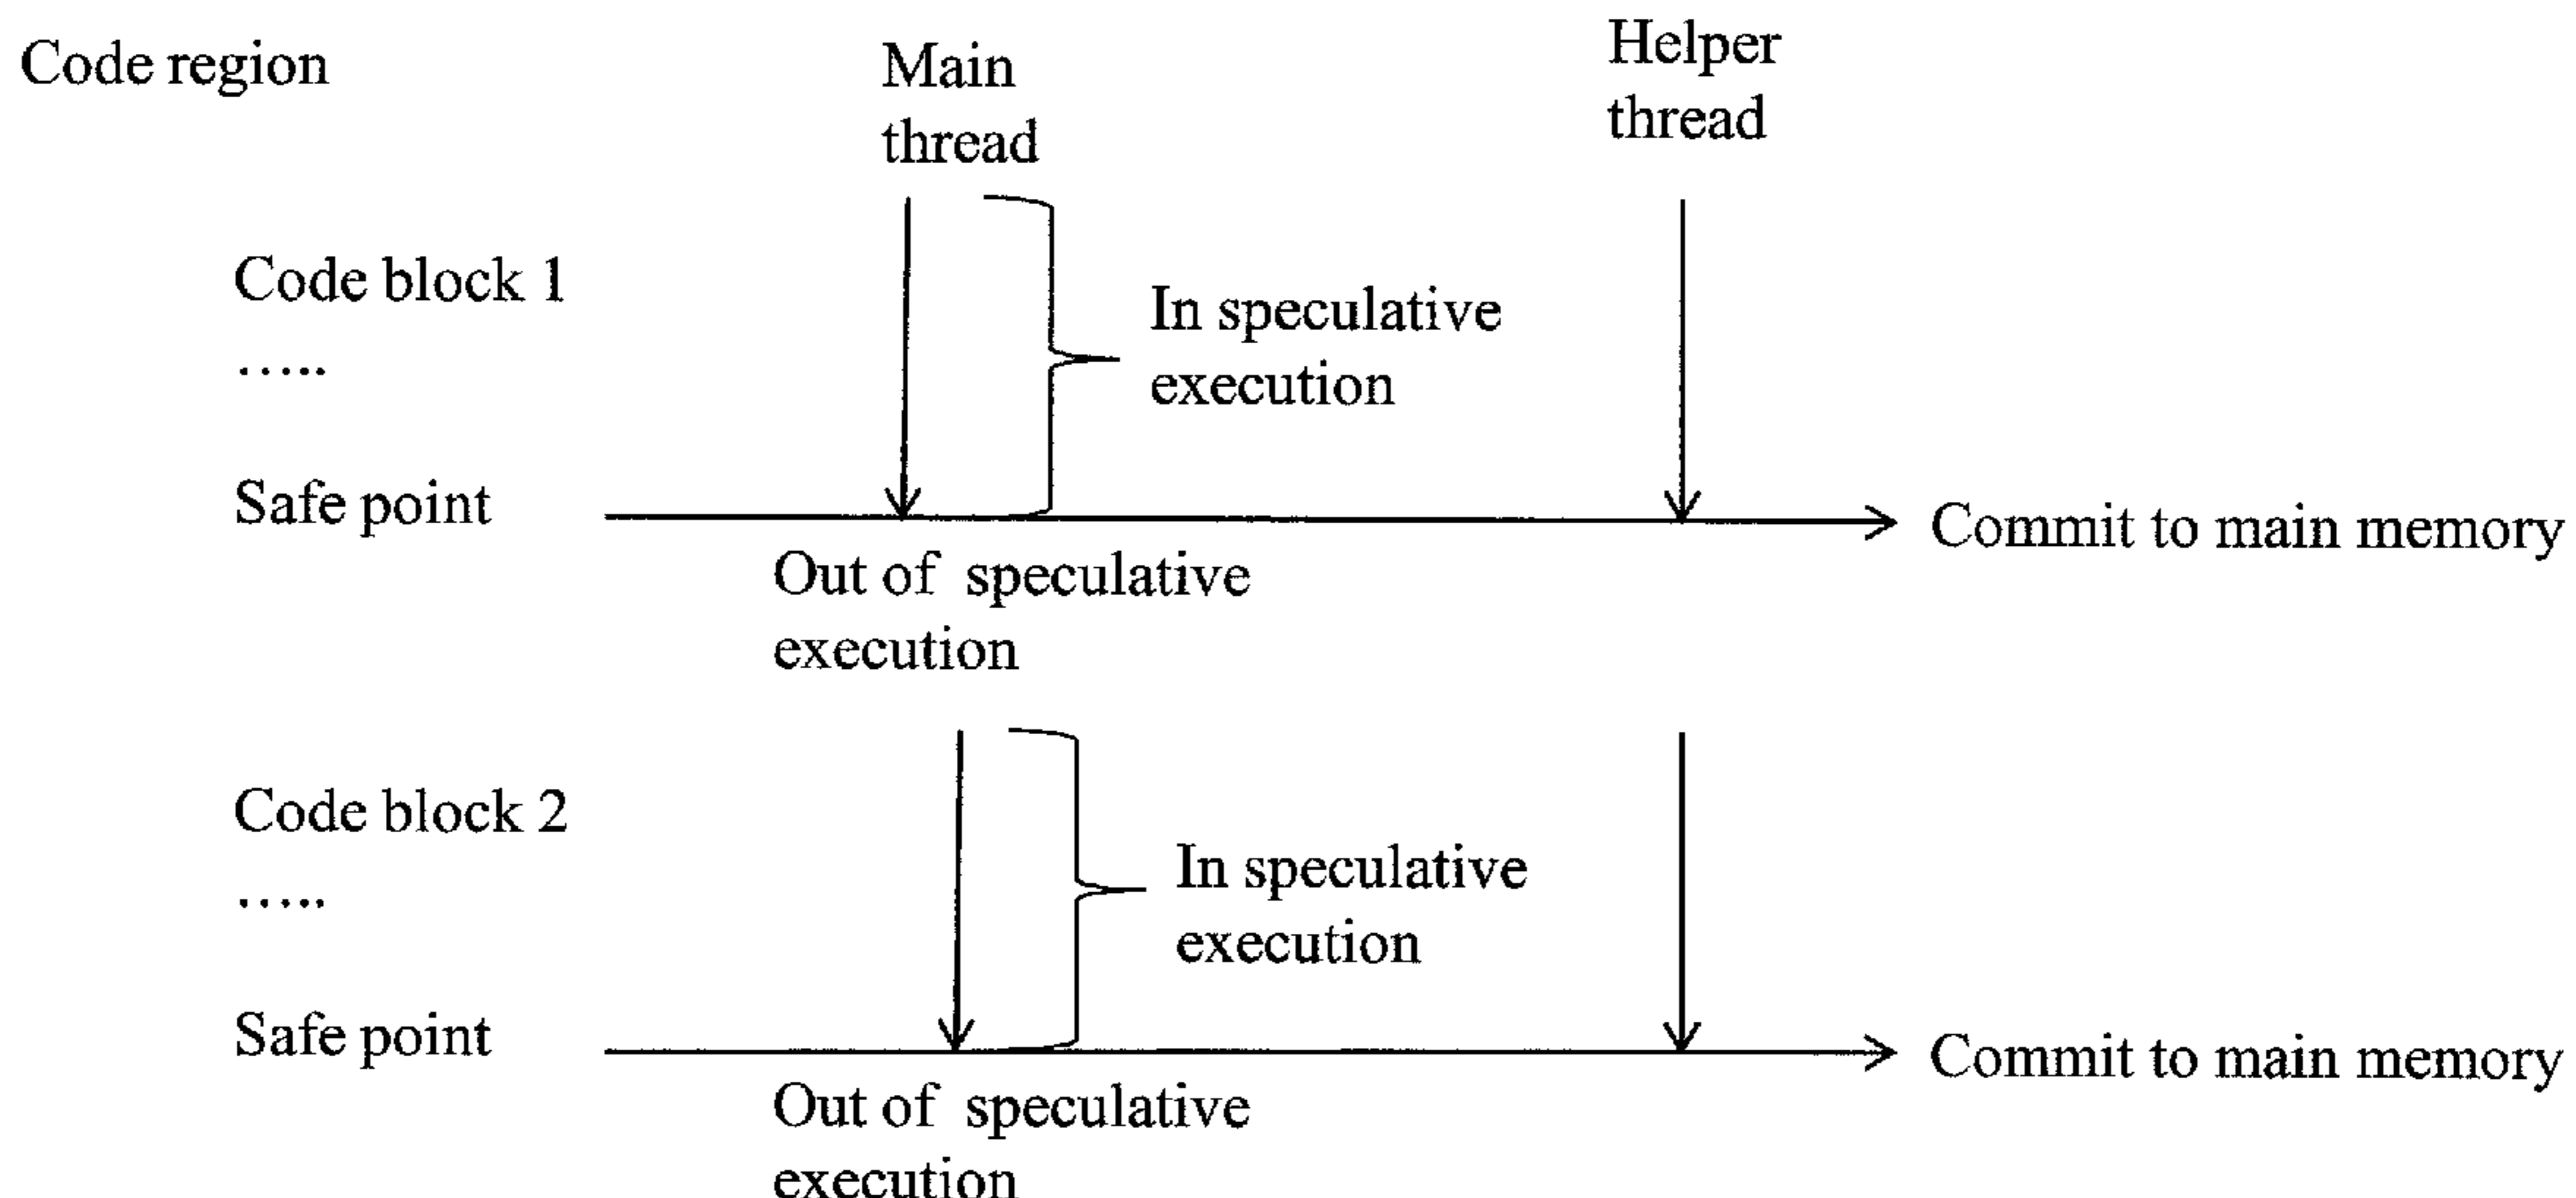 Code region
Main
thread
Helper
thread
Code block 1
.....
In speculative
execution
Safe point
Commit to main memory
Out of speculative
execution
Code block 2
.....
In speculative
execution
Safe point
Commit to main memory
Out of speculative
execution